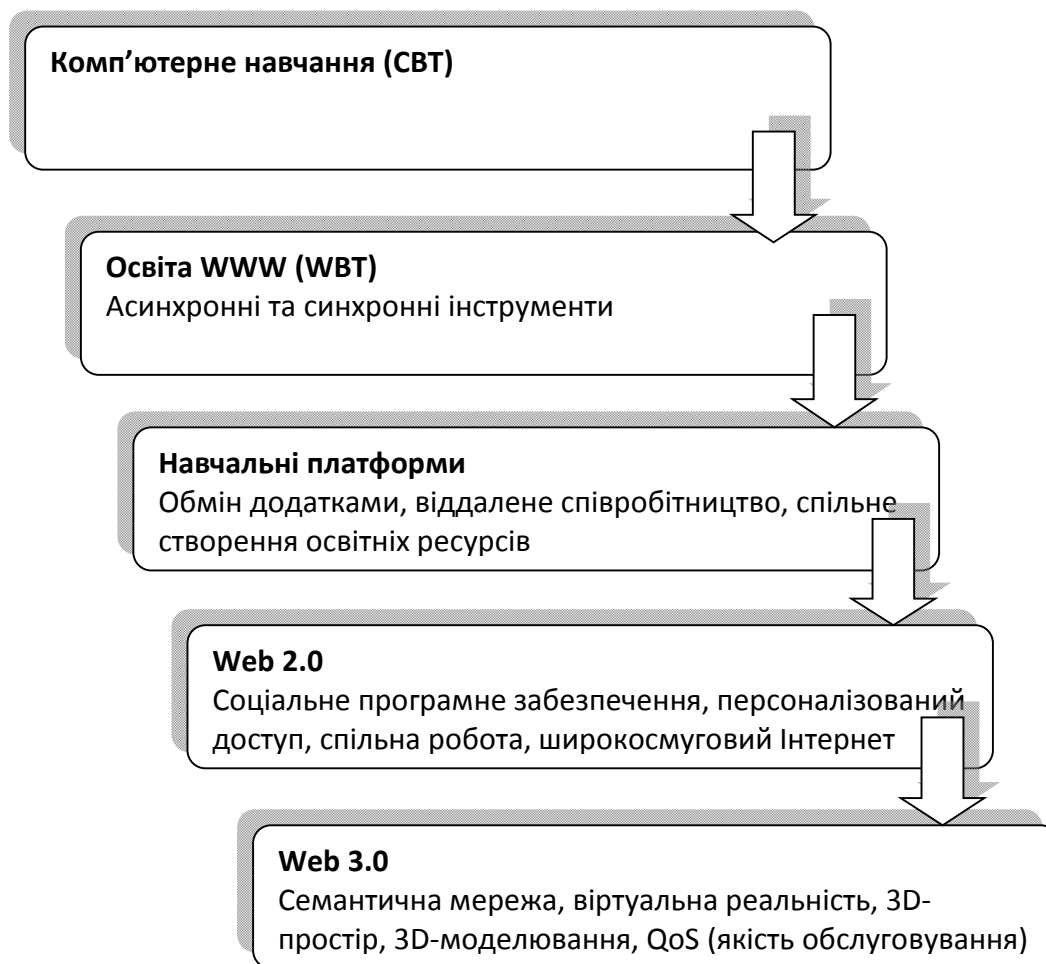 Комп’ютерне навчання (CBT)
Освіта WWW (WBT)
Асинхронні та синхронні інструменти
Навчальні платформи
Обмін додатками, віддалене співробітництво, спільне
створення освітніх ресурсів
Web 2.0
Соціальне програмне забезпечення, персоналізований
доступ, спільна робота, широкосмуговий Інтернет
Web 3.0
Семантична мережа, віртуальна реальність, 3D-
простір, 3D-моделювання, QoS (якість обслуговування)